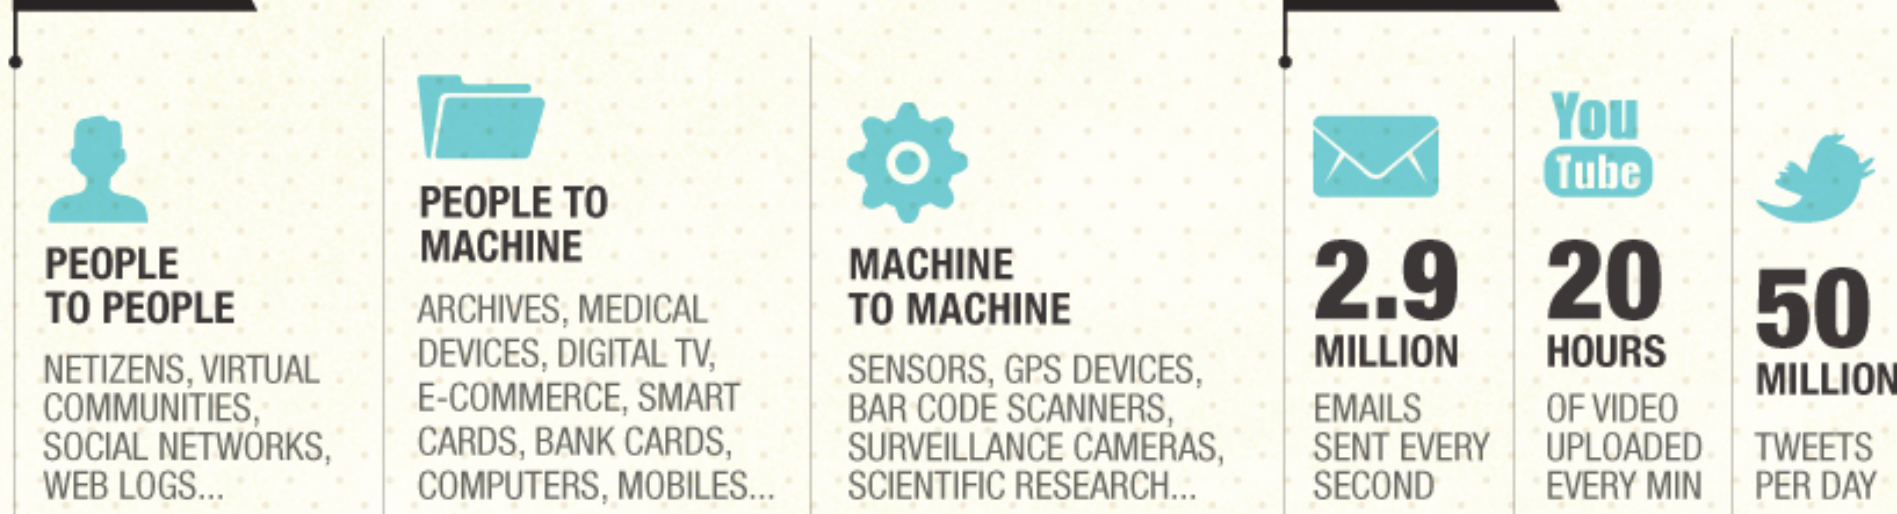 PEOPLE
TO PEOPLE
NETIZENS, VIRTUAL
COMMUNITIES,
SOCIAL NETWORKS,
WEB LOGS...
PEOPLE TO
MACHINE
ARCHIVES, MEDICAL
DEVICES, DIGITAL TV,
E-COMMERCE, SMART
CARDS, BANK CARDS,
COMPUTERS, MOBILES...
MACHINE
TO MACHINE
SENSORS, GPS DEVICES,
BAR CODE SCANNERS,
SURVEILLANCE CAMERAS,
SCIENTIFIC RESEARCH...
2.9
MILLION
EMAILS
SENT EVERY
SECOND
You
Tube
20
HOURS
OF VIDEO
UPLOADED
EVERY MIN
50
MILLION
TWEETS
PER DAY